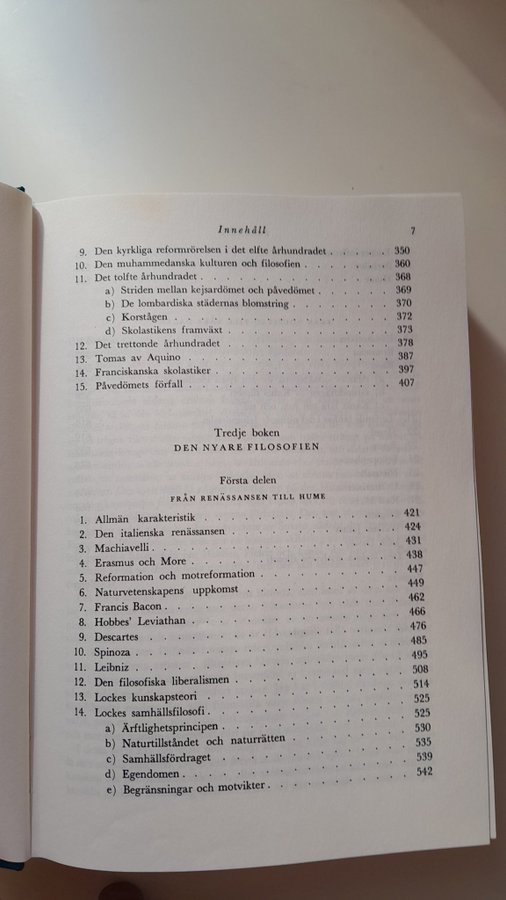 Innehåll 7
9. Den kyrkliga reformrörelsen i det elfte århundradet . . . . . 350
10. Den muhammedanska kulturen och filosofien . . . . . 360
11. Det tolfte århundradet . . . . . 368
a) Striden mellan kejsardömet och påvedömet . . . . . 369
b) De lombardiska städernas blomstring . . . . . 370
c) Korstågen . . . . . 372
d) Skolastikens framväxt . . . . . 373
12. Det trettonde århundradet . . . . . 378
13. Tomas av Aquino . . . . . 387
14. Franciskanska skolastiker . . . . . 397
15. Påvedömets förfall . . . . . 407
Tredje boken
DEN NYARE FILOSOFIEN
Första delen
FRÅN RENÄSSANSEN TILL HUME
1. Allmän karakteristik . . . . . 421
2. Den italienska renässansen . . . . . 424
3. Machiavelli . . . . . 431
4. Erasmus och More . . . . . 438
5. Reformation och motreformation . . . . . 447
6. Naturvetenskapens uppkomst . . . . . 449
7. Francis Bacon . . . . . 462
8. Hobbes' Leviathan . . . . . 466
9. Descartes . . . . . 476
10. Spinoza . . . . . 485
11. Leibniz . . . . . 495
12. Den filosofiska liberalismen . . . . . 508
13. Lockes kunskapsteori . . . . . 514
14. Lockes samhällsfilosofi . . . . . 525
a) Ärftlighetsprincipen . . . . . 525
b) Naturtillståndet och naturrätten . . . . . 530
c) Samhällsfördraget . . . . . 535
d) Egendomen . . . . . 539
e) Begränsningar och motvikter . . . . . 542